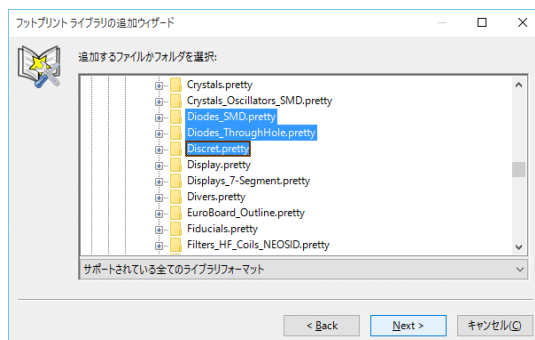 フットプリント ライブラリの追加ウィザード
追加するファイルかフォルダを選択:
Crystals.pretty
Crystals_Oscillators_SMD.pretty
Diodes_SMD.pretty
Diodes_ThroughHole.pretty
Discret.pretty
Display.pretty
Displays_7-Segment.pretty
Divers.pretty
EuroBoard_Outline.pretty
Fiducials.pretty
Filters_HF_Coils_NEOSID.pretty
サポートされている全てのライブラリフォーマット
< Back Next > キャンセル(C)